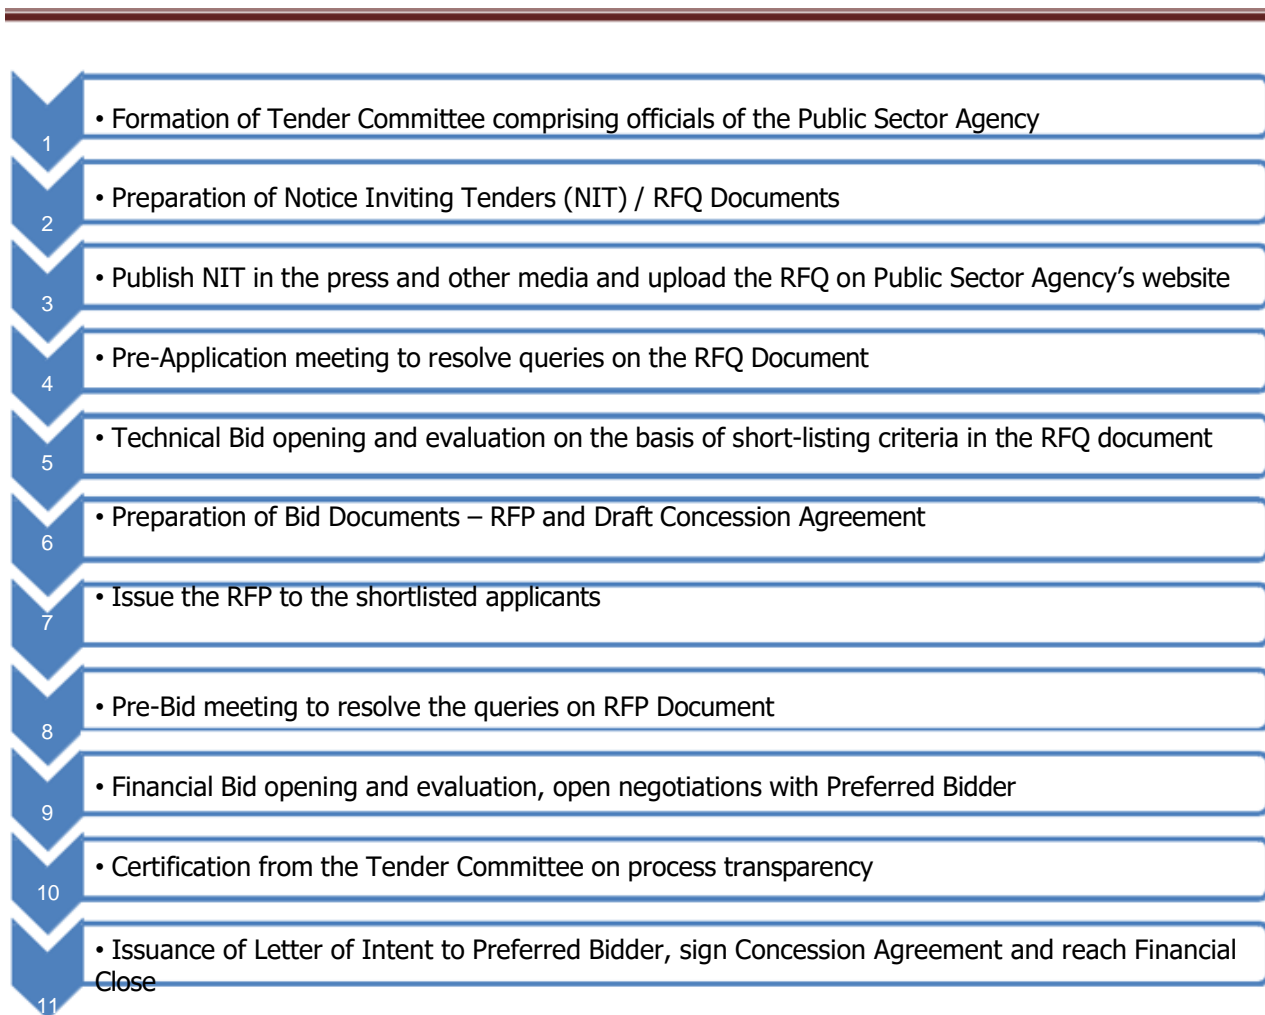 1
• Formation of Tender Committee comprising officials of the Public Sector Agency
2
• Preparation of Notice Inviting Tenders (NIT) / RFQ Documents
3
• Publish NIT in the press and other media and upload the RFQ on Public Sector Agency’s website
4
• Pre-Application meeting to resolve queries on the RFQ Document
5
• Technical Bid opening and evaluation on the basis of short-listing criteria in the RFQ document
6
• Preparation of Bid Documents – RFP and Draft Concession Agreement
7
• Issue the RFP to the shortlisted applicants
8
• Pre-Bid meeting to resolve the queries on RFP Document
9
• Financial Bid opening and evaluation, open negotiations with Preferred Bidder
10
• Certification from the Tender Committee on process transparency
11
• Issuance of Letter of Intent to Preferred Bidder, sign Concession Agreement and reach Financial
Close